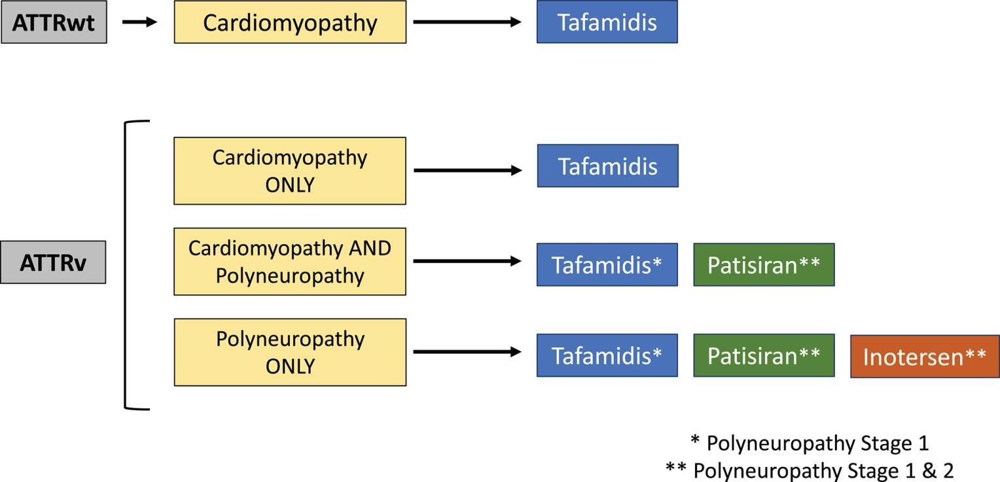 ATTRwt
Cardiomyopathy
Tafamidis
ATTRv
Cardiomyopathy
ONLY
Tafamidis
Cardiomyopathy AND
Polyneuropathy
Tafamidis*
Patisiran**
Polyneuropathy
ONLY
Tafamidis*
Patisiran**
Inotersen**
* Polyneuropathy Stage 1
** Polyneuropathy Stage 1 & 2